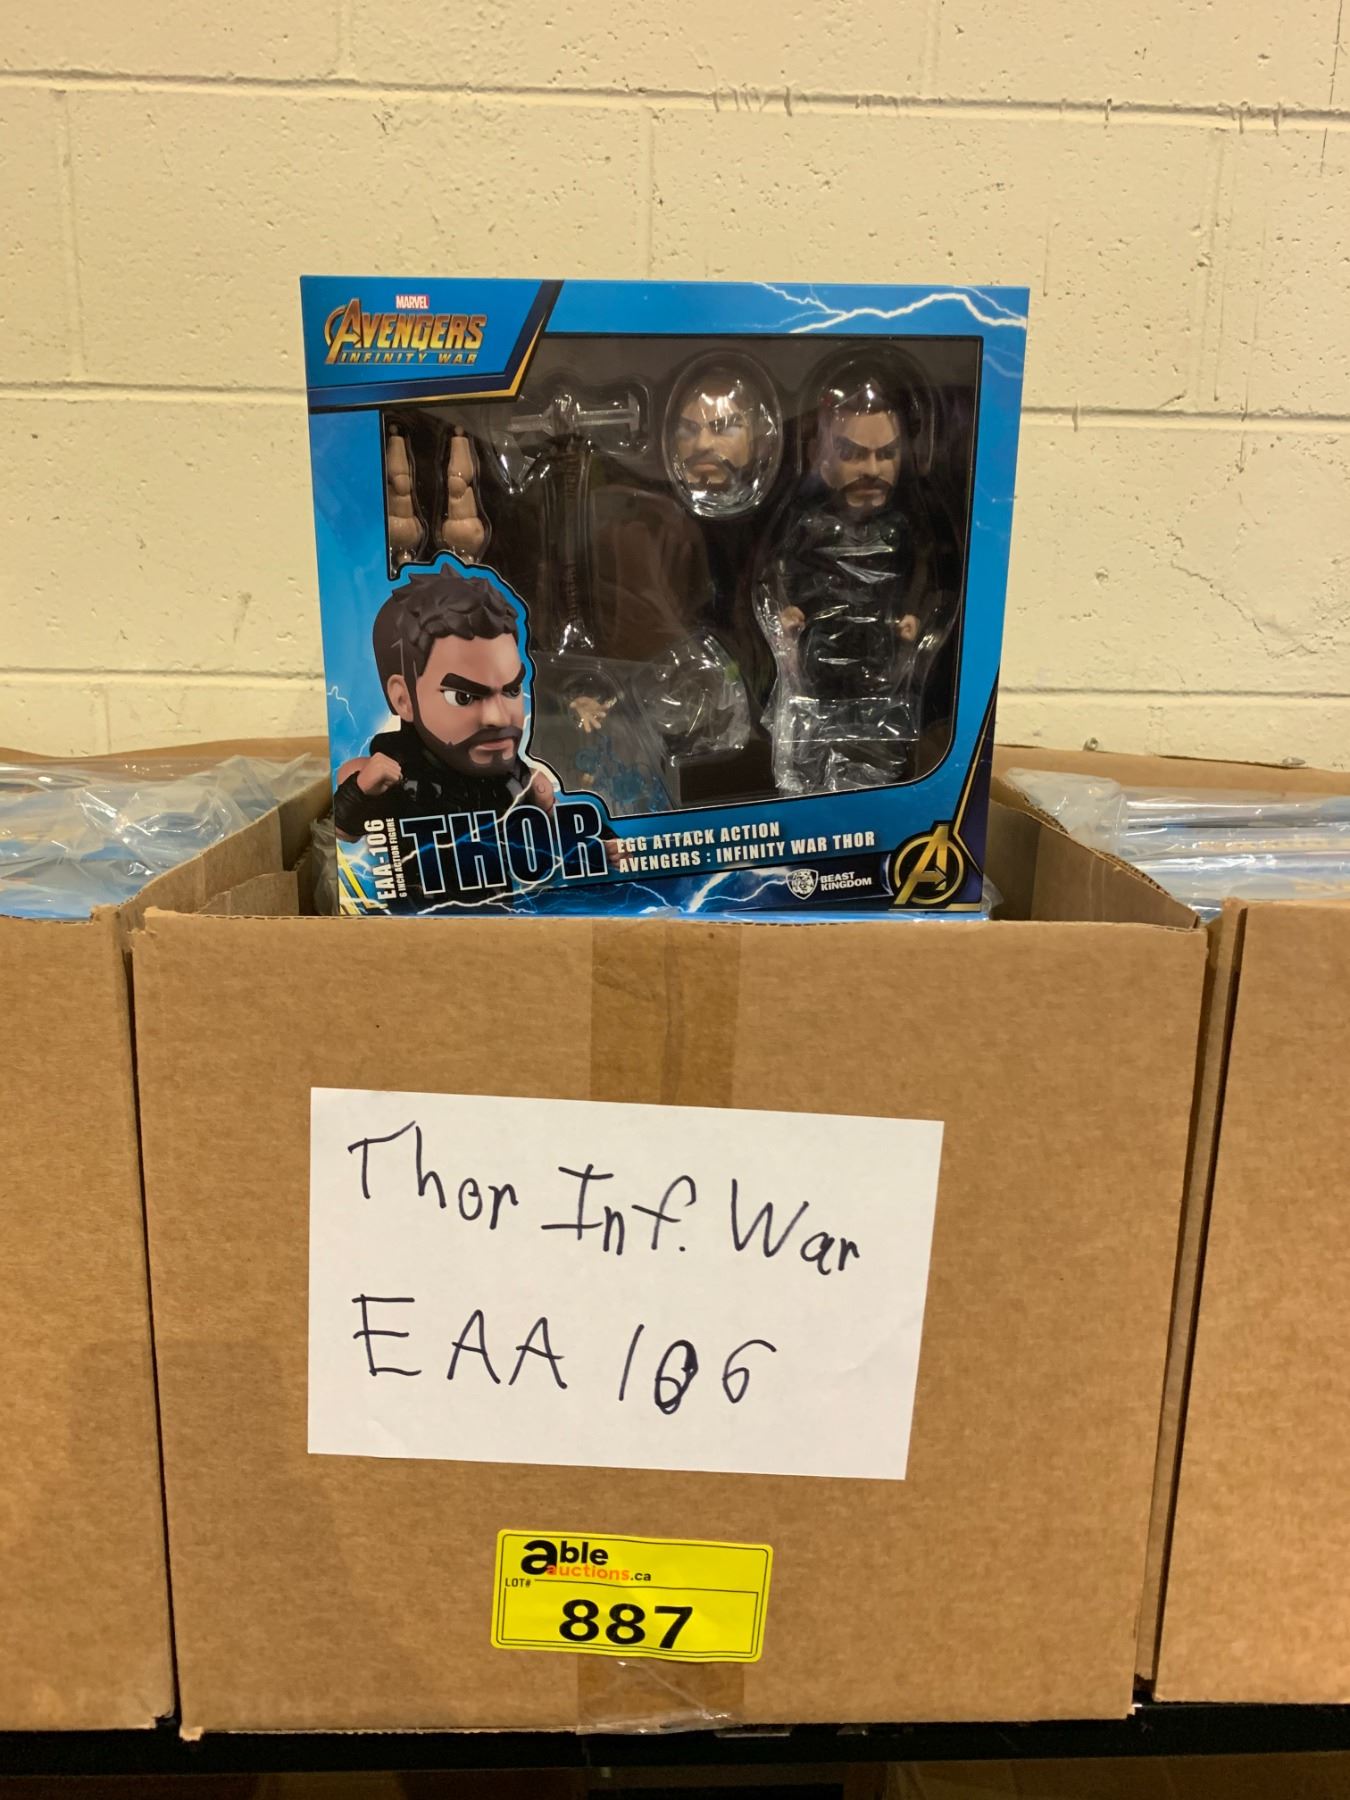 MARVEL
AVENGERS
INFINITY WAR
EAA-106
6 INCH ACTION FIGURE
THOR
EGG ATTACK ACTION
AVENGERS : INFINITY WAR THOR
BEAST
KINGDOM
Thor Inf. War
EAA 106
able
auctions.ca
LOT#
887